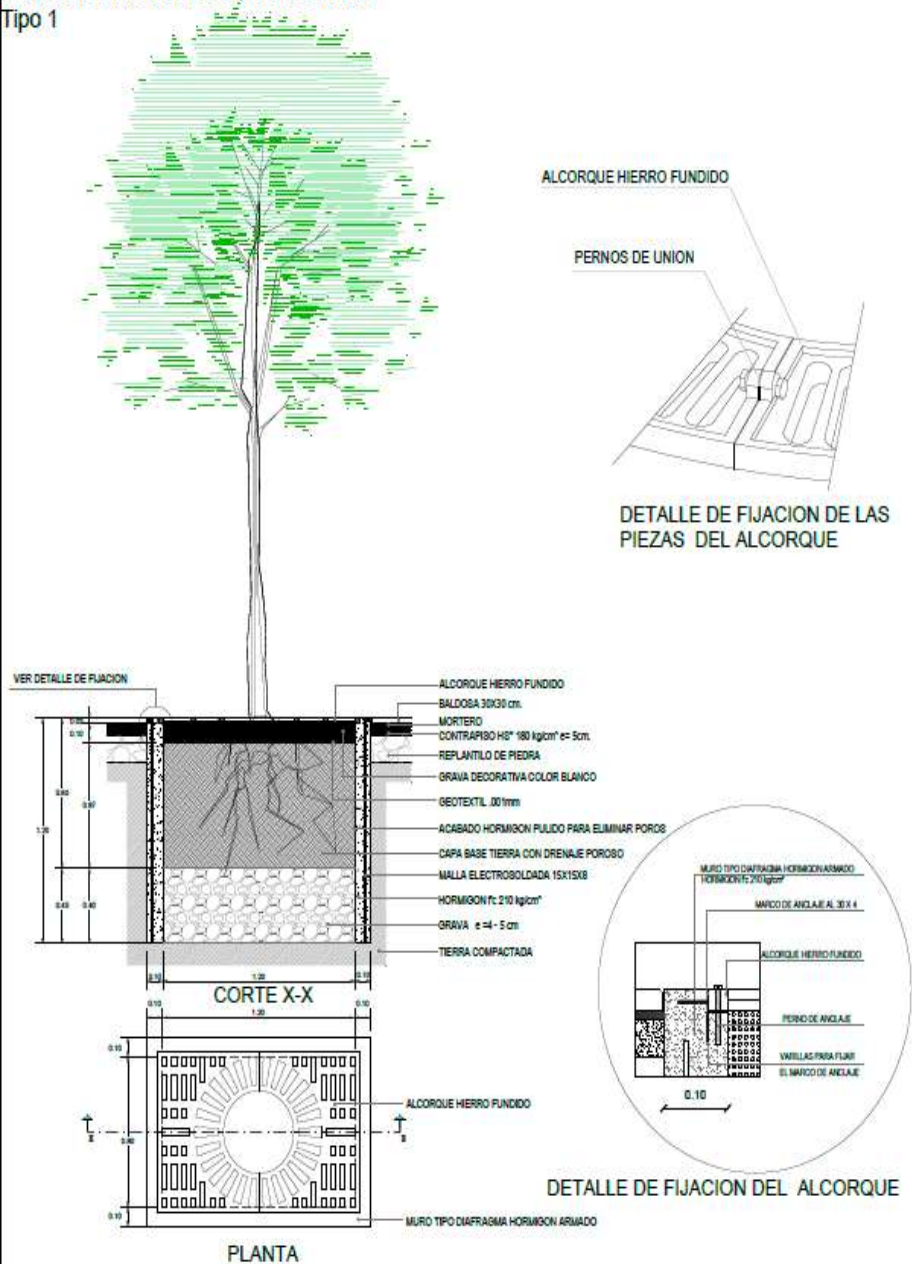 Tipo 1
ALCORQUE HIERRO FUNDIDO
PERNOS DE UNION
DETALLE DE FIJACION DE LAS
PIEZAS DEL ALCORQUE
VER DETALLE DE FIJACION
ALCORQUE HIERRO FUNDIDO
BALDOSA 30X30 cm.
MORTERO
CONTRAPISO HS° 180 kg/cm² e= 5cm.
REPLANTILO DE PIEDRA
GRAVA DECORATIVA COLOR BLANCO
GEOTEXTIL .001mm
ACABADO HORMIGON PULIDO PARA ELIMINAR POROS
CAPA BASE TIERRA CON DRENAJE POROSO
MALLA ELECTROSOLDADA 15X15X8
HORMIGON f'c 210 kg/cm²
GRAVA e =4 - 5 cm
TIERRA COMPACTADA
0.10
1.20
0.10
CORTE X-X
0.10
1.20
0.10
0.10
0.10
ALCORQUE HIERRO FUNDIDO
MURO TIPO DIAFRAGMA HORMIGON ARMADO
PLANTA
MURO TIPO DIAFRAGMA HORMIGON ARMADO
HORMIGON f'c 210 kg/cm²
MARCO DE ANCLAJE AL 30 X 4
ALCORQUE HIERRO FUNDIDO
PERNO DE ANCLAJE
VARILLAS PARA FIJAR
EL MARCO DE ANCLAJE
0.10
DETALLE DE FIJACION DEL ALCORQUE